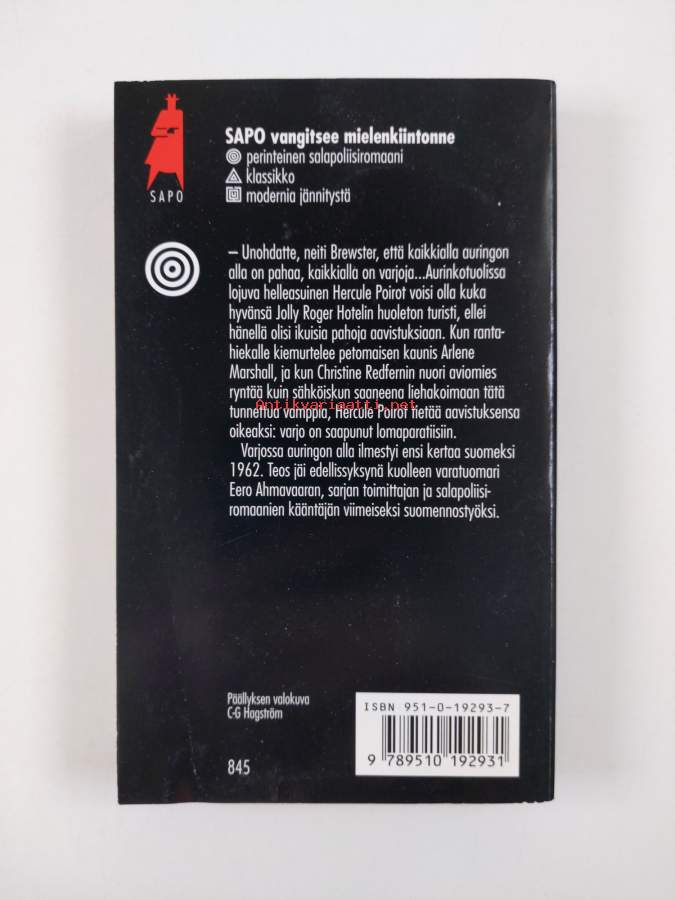 SAPO vangitsee mielenkiintonne
perinteinen salapoliisiromaani
klassikko
modernia jännitystä
SAPO
– Unohdatte, neiti Brewster, että kaikkialla auringon
alla on pahaa, kaikkialla on varjoja...Aurinkotuolissa
lojuva helleasuinen Hercule Poirot voisi olla kuka
hyvänsä Jolly Roger Hotelin huoleton turisti, ellei
hänellä olisi ikuisia pahoja aavistuksiaan. Kun ranta-
hiekalle kiemurtelee petomaisen kaunis Arlene
Marshall, ja kun Christine Redfernin nuori aviomies
ryntää kuin sähköiskun saaneena liehakoimaan tätä
Antikvariaatti.net
tunnettua vamppia, Hercule Poirot tietää aavistuksensa
oikeaksi: varjo on saapunut lomaparatiisiin.
Varjossa auringon alla ilmestyi ensi kertaa suomeksi
1962. Teos jäi edellissyksynä kuolleen varatuomari
Eero Ahmavaaran, sarjan toimittajan ja salapoliisi-
romaanien kääntäjän viimeiseksi suomennostyöksi.
Päällyksen valokuva
C-G Hagström
ISBN 951-0-19293-7
9 789510 192931
845